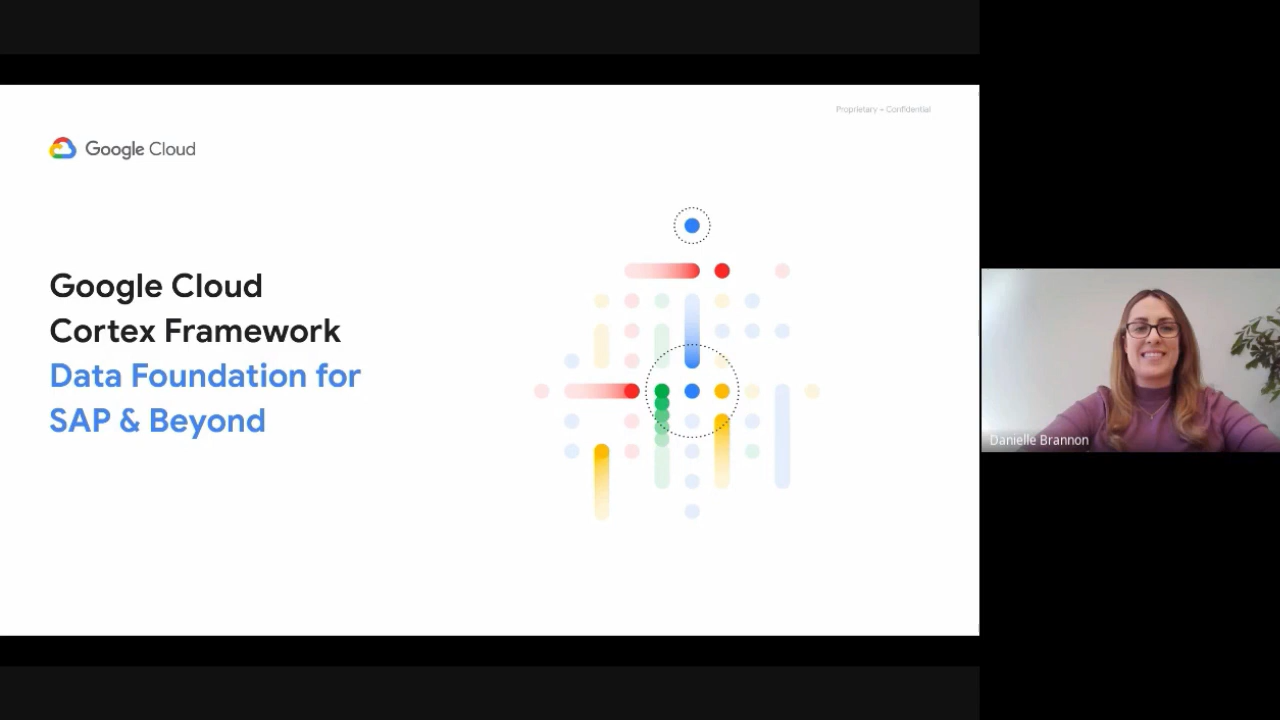 Proprietary + Confidential
Google Cloud
Google Cloud
Cortex Framework
Data Foundation for
SAP & Beyond
Danielle Brannon